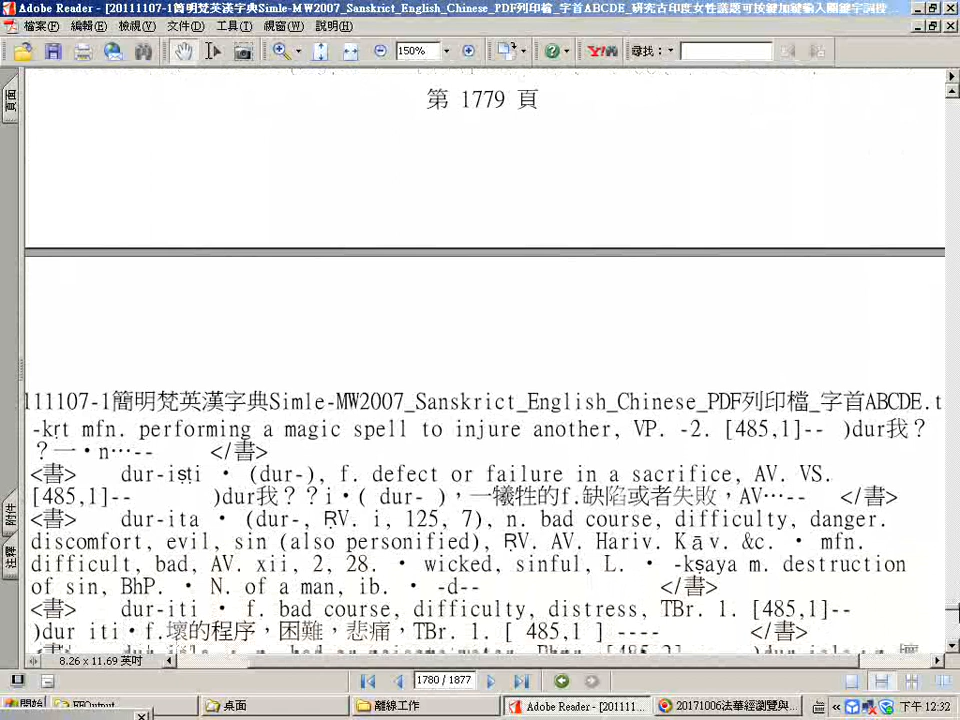 Adobe Reader - [20111107-1簡明梵英漢字典Simle-MW2007_Sanskrict_English_Chinese_PDF列印檔_字首ABCDE_研究古印度女性議題可按鍵加鍵輸入關鍵字詞搜
檔案(F) 編輯(E) 檢視(V) 文件(D) 工具(T) 視窗(W) 說明(H)
150% Y! 尋找:
頁面
第 1779 頁
111107-1簡明梵英漢字典Simle-MW2007_Sanskrict_English_Chinese_PDF列印檔_字首ABCDE.t
-kṛt mfn. performing a magic spell to injure another, VP. -2. [485,1]-- )dur我?
?一·n…-- </書>
<書> dur-iṣṭi · (dur-), f. defect or failure in a sacrifice, AV. VS.
[485,1]-- )dur我??i·( dur- ),一犧牲的f.缺陷或者失敗,AV…-- </書>
<書> dur-ita · (dur-, ṚV. i, 125, 7), n. bad course, difficulty, danger.
discomfort, evil, sin (also personified), ṚV. AV. Hariv. Kāv. &c. · mfn.
difficult, bad, AV. xii, 2, 28. · wicked, sinful, L. · -kṣaya m. destruction
of sin, BhP. · N. of a man, ib. · -d-- </書>
<書> dur-iti · f. bad course, difficulty, distress, TBr. 1. [485,1]--
)dur iti·f.壞的程序,困難,悲痛,TBr. 1. [ 485,1 ] ---- </書>
附件
注釋
8.26 x 11.69 英吋
1780 / 1877
開始 FFOutput 桌面 離線工作 Adobe Reader - [201111... 20171006法華經瀏覽與... 下午 12:32